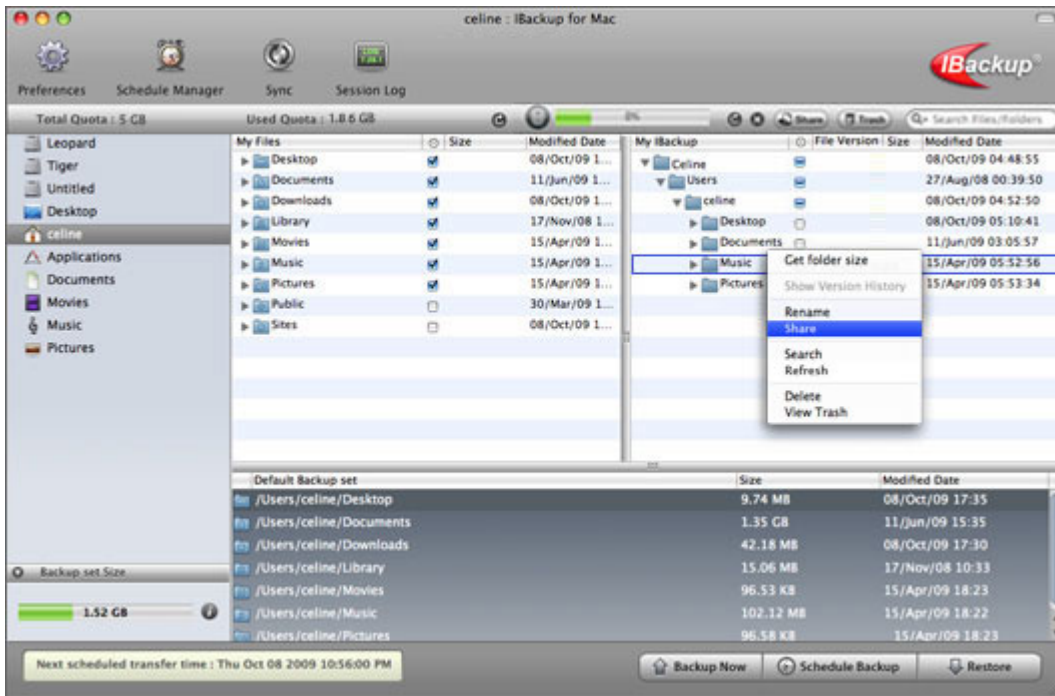 celine : IBackup for Mac
Preferences Schedule Manager Sync Session Log
IBackup
Total Quota : 5 GB Used Quota : 1.86 GB 0% Share Trash Search Files/Folders
Leopard
Tiger
Untitled
Desktop
celine
Applications
Documents
Movies
Music
Pictures
My Files Size Modified Date
Desktop 08/Oct/09 1...
Documents 11/Jun/09 1...
Downloads 08/Oct/09 1...
Library 17/Nov/08 1...
Movies 15/Apr/09 1...
Music 15/Apr/09 1...
Pictures 15/Apr/09 1...
Public 30/Mar/09 1...
Sites 08/Oct/09 1...
My IBackup File Version Size Modified Date
Celine 08/Oct/09 04:48:55
Users 27/Aug/08 00:39:50
celine 08/Oct/09 04:52:50
Desktop 08/Oct/09 05:10:41
Documents 11/Jun/09 03:05:57
Music 15/Apr/09 05:52:56
Pictures 15/Apr/09 05:53:34
Get folder size
Show Version History
Rename
Share
Search
Refresh
Delete
View Trash
Default Backup set Size Modified Date
/Users/celine/Desktop 9.74 MB 08/Oct/09 17:35
/Users/celine/Documents 1.35 GB 11/Jun/09 15:35
/Users/celine/Downloads 42.18 MB 08/Oct/09 17:30
/Users/celine/Library 15.06 MB 17/Nov/08 10:33
/Users/celine/Movies 96.53 KB 15/Apr/09 18:23
/Users/celine/Music 102.12 MB 15/Apr/09 18:22
/Users/celine/Pictures 96.58 KB 15/Apr/09 18:23
Backup set Size
1.52 GB
Next scheduled transfer time : Thu Oct 08 2009 10:56:00 PM
Backup Now Schedule Backup Restore